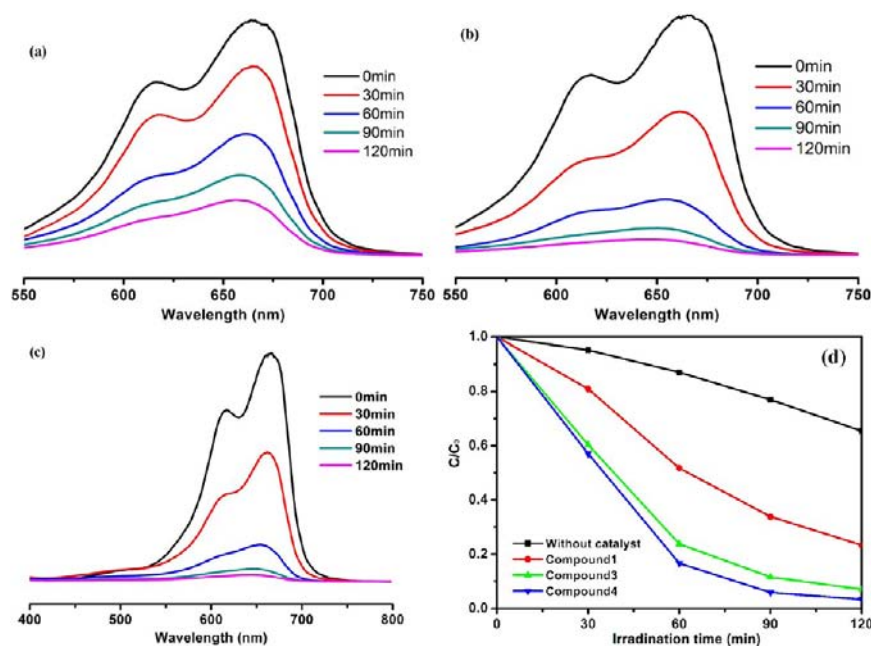 (a)
0min
30min
60min
90min
120min
550 600 650 700 750
Wavelength (nm)
(b)
0min
30min
60min
90min
120min
550 600 650 700 750
Wavelength (nm)
(c)
0min
30min
60min
90min
120min
400 500 600 700 800
Wavelength (nm)
(d)
1.0
0.8
0.6
0.4
0.2
0.0
C/C₀
Without catalyst
Compound1
Compound3
Compound4
0 30 60 90 120
Irradination time (min)